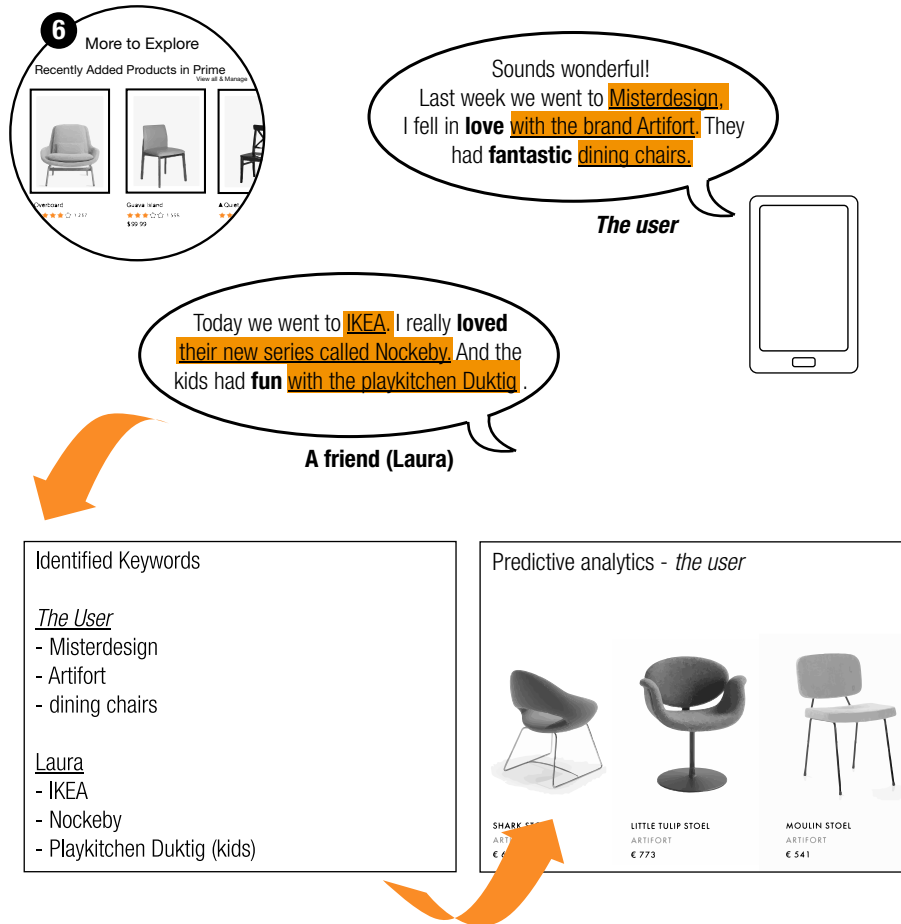 6
More to Explore
Recently Added Products in Prime
View all & Manage
Overboard
Guava Island
$99.99
Sounds wonderful!
Last week we went to Misterdesign,
I fell in love with the brand Artifort. They
had fantastic dining chairs.
The user
Today we went to IKEA. I really loved
their new series called Nockeby. And the
kids had fun with the playkitchen Duktig .
A friend (Laura)
Identified Keywords
The User
- Misterdesign
- Artifort
- dining chairs
Laura
- IKEA
- Nockeby
- Playkitchen Duktig (kids)
Predictive analytics - the user
SHARK
LITTLE TULIP STOEL
ARTIFORT
€ 773
MOULIN STOEL
ARTIFORT
€ 541